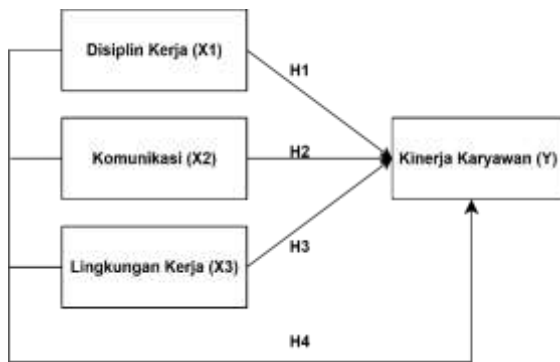 Disiplin Kerja (X1)
H1
Komunikasi (X2)
H2
Kinerja Karyawan (Y)
Lingkungan Kerja (X3)
H3
H4